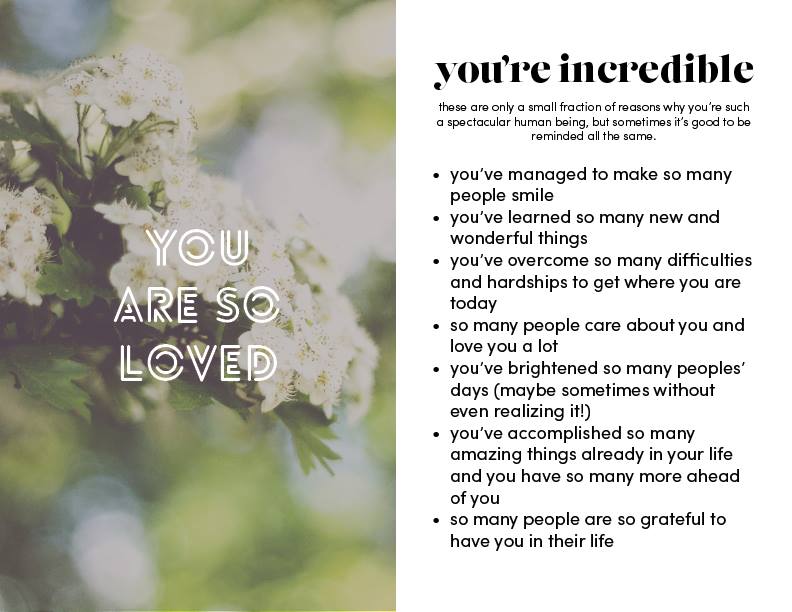 YOU
ARE SO
LOVED
you're incredible
these are only a small fraction of reasons why you're such
a spectacular human being, but sometimes it's good to be
reminded all the same.
• you've managed to make so many
people smile
• you've learned so many new and
wonderful things
• you've overcome so many difficulties
and hardships to get where you are
today
• so many people care about you and
love you a lot
• you've brightened so many peoples'
days (maybe sometimes without
even realizing it!)
• you've accomplished so many
amazing things already in your life
and you have so many more ahead
of you
• so many people are so grateful to
have you in their life